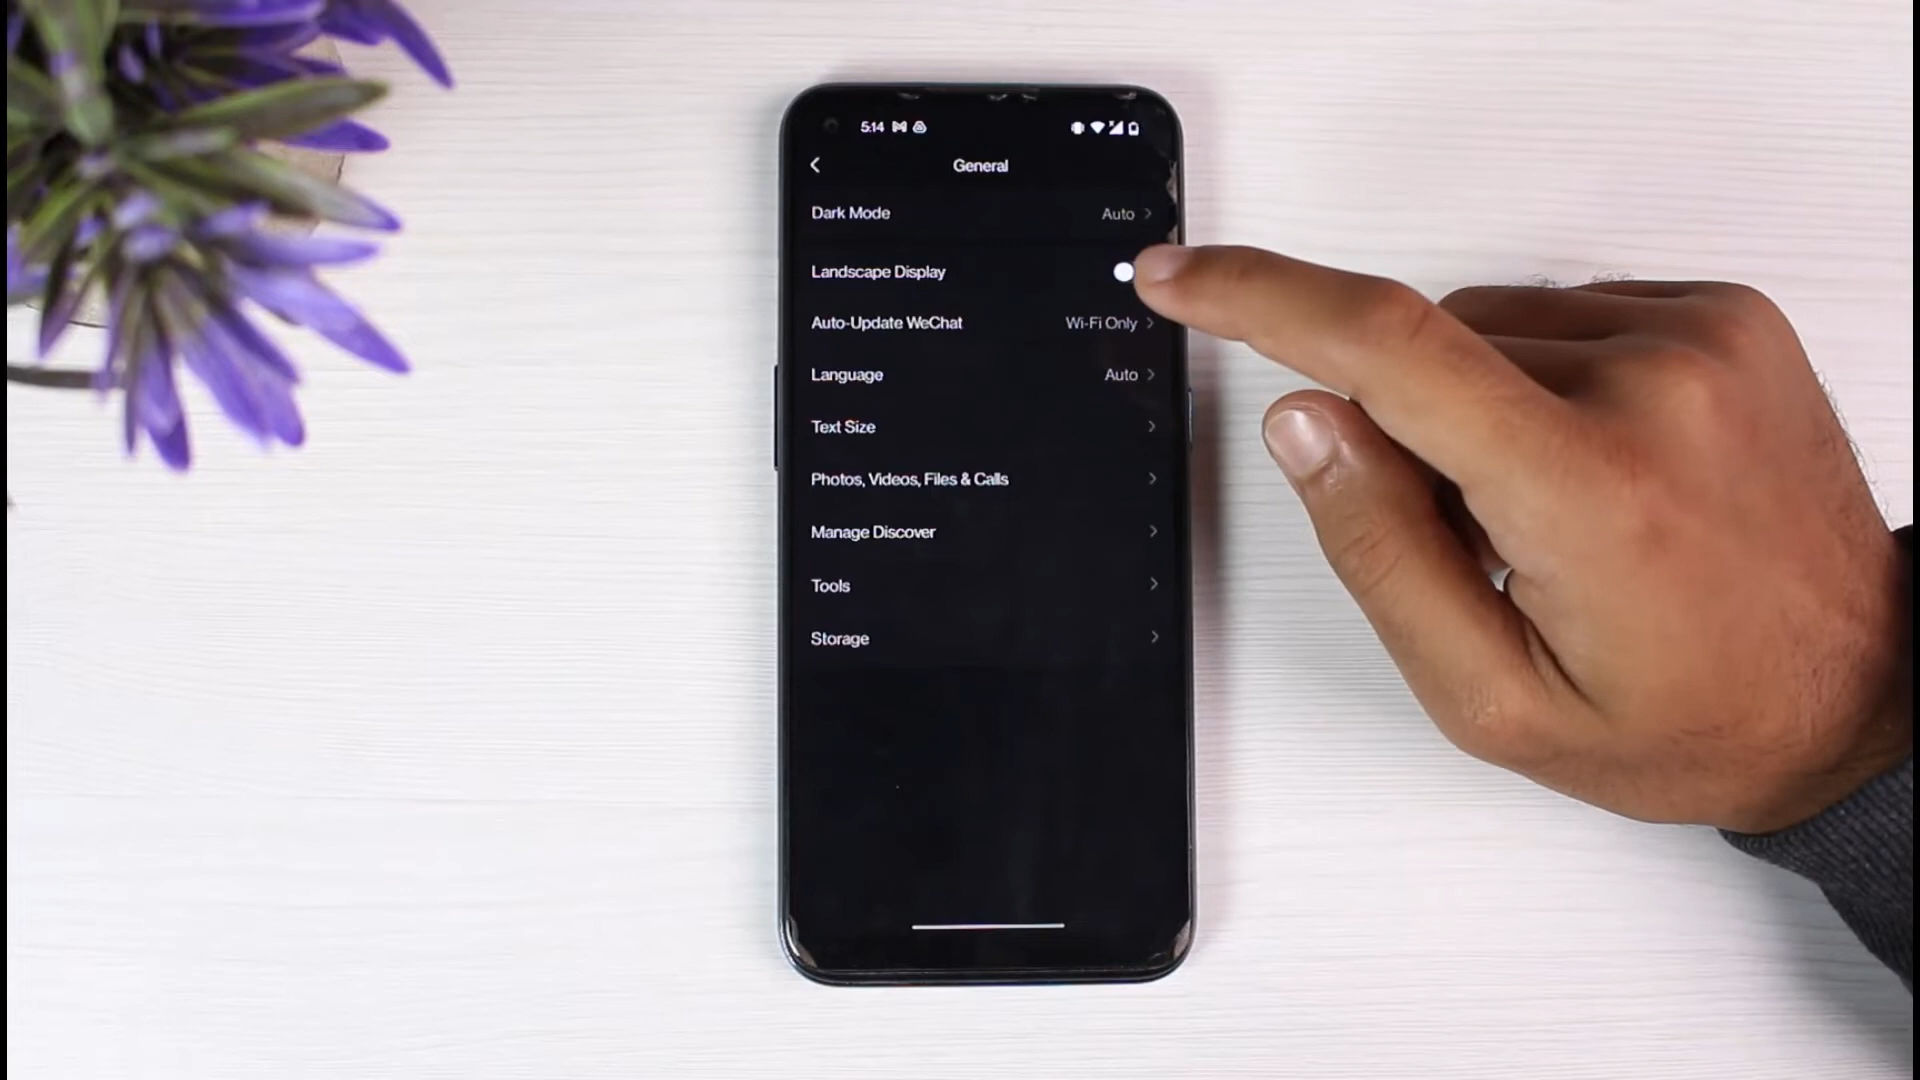 5:14
General
Dark Mode Auto
Landscape Display
Auto-Update WeChat Wi-Fi Only
Language Auto
Text Size
Photos, Videos, Files & Calls
Manage Discover
Tools
Storage